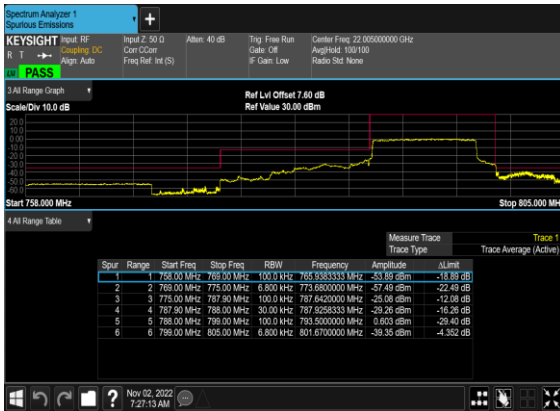 Spectrum Analyzer 1
Spurious Emissions
+
KEYSIGHT Input: RF Input Z: 50 Ω Atten: 40 dB Trig: Free Run Center Freq: 22.005000000 GHz
R T Coupling: DC Corr CCorr Gate: Off Avg|Hold: 100/100
Align: Auto Freq Ref: Int (S) IF Gain: Low Radio Std: None
PASS
3 All Range Graph
Ref Lvl Offset 7.60 dB
Scale/Div 10.0 dB Ref Value 30.00 dBm
20.0
10.0
0.00
-10.0
-20.0
-30.0
-40.0
-50.0
-60.0
Start 758.000 MHz Stop 805.000 MH
4 All Range Table
Measure Trace Trace 1
Trace Type Trace Average (Active)
Spur Range Start Freq Stop Freq RBW Frequency Amplitude ΔLimit
1 1 758.00 MHz 769.00 MHz 100.0 kHz 765.9383333 MHz -53.89 dBm -18.89 dB
2 2 769.00 MHz 775.00 MHz 6.800 kHz 773.6800000 MHz -57.49 dBm -22.49 dB
3 3 775.00 MHz 787.90 MHz 100.0 kHz 787.6420000 MHz -25.08 dBm -12.08 dB
4 4 787.90 MHz 788.00 MHz 30.00 kHz 787.9258333 MHz -29.26 dBm -16.26 dB
5 5 788.00 MHz 799.00 MHz 100.0 kHz 793.5000000 MHz 0.603 dBm -29.40 dB
6 6 799.00 MHz 805.00 MHz 6.800 kHz 801.6700000 MHz -39.35 dBm -4.352 dB
? Nov 02, 2022
7:27:13 AM